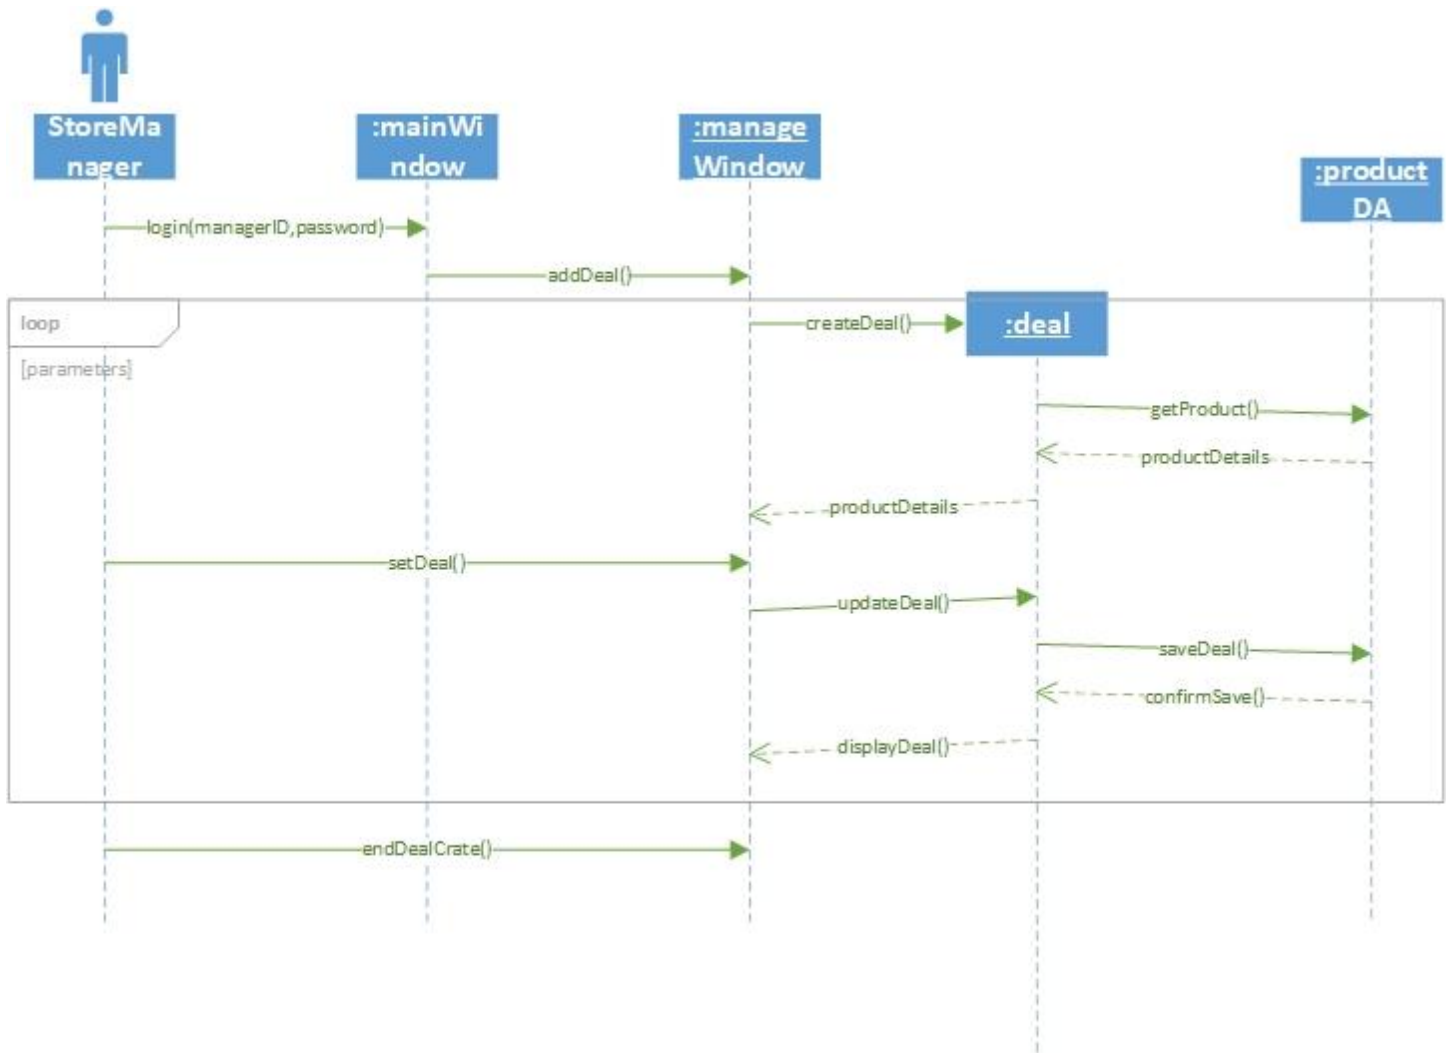 StoreMa
nager
:mainWi
ndow
:manage
Window
:product
DA
login(managerID,password)
addDeal()
loop
createDeal()
:deal
[parameters]
getProduct()
productDetails
productDetails
setDeal()
updateDeal()
saveDeal()
confirmSave()
displayDeal()
endDealCrate()